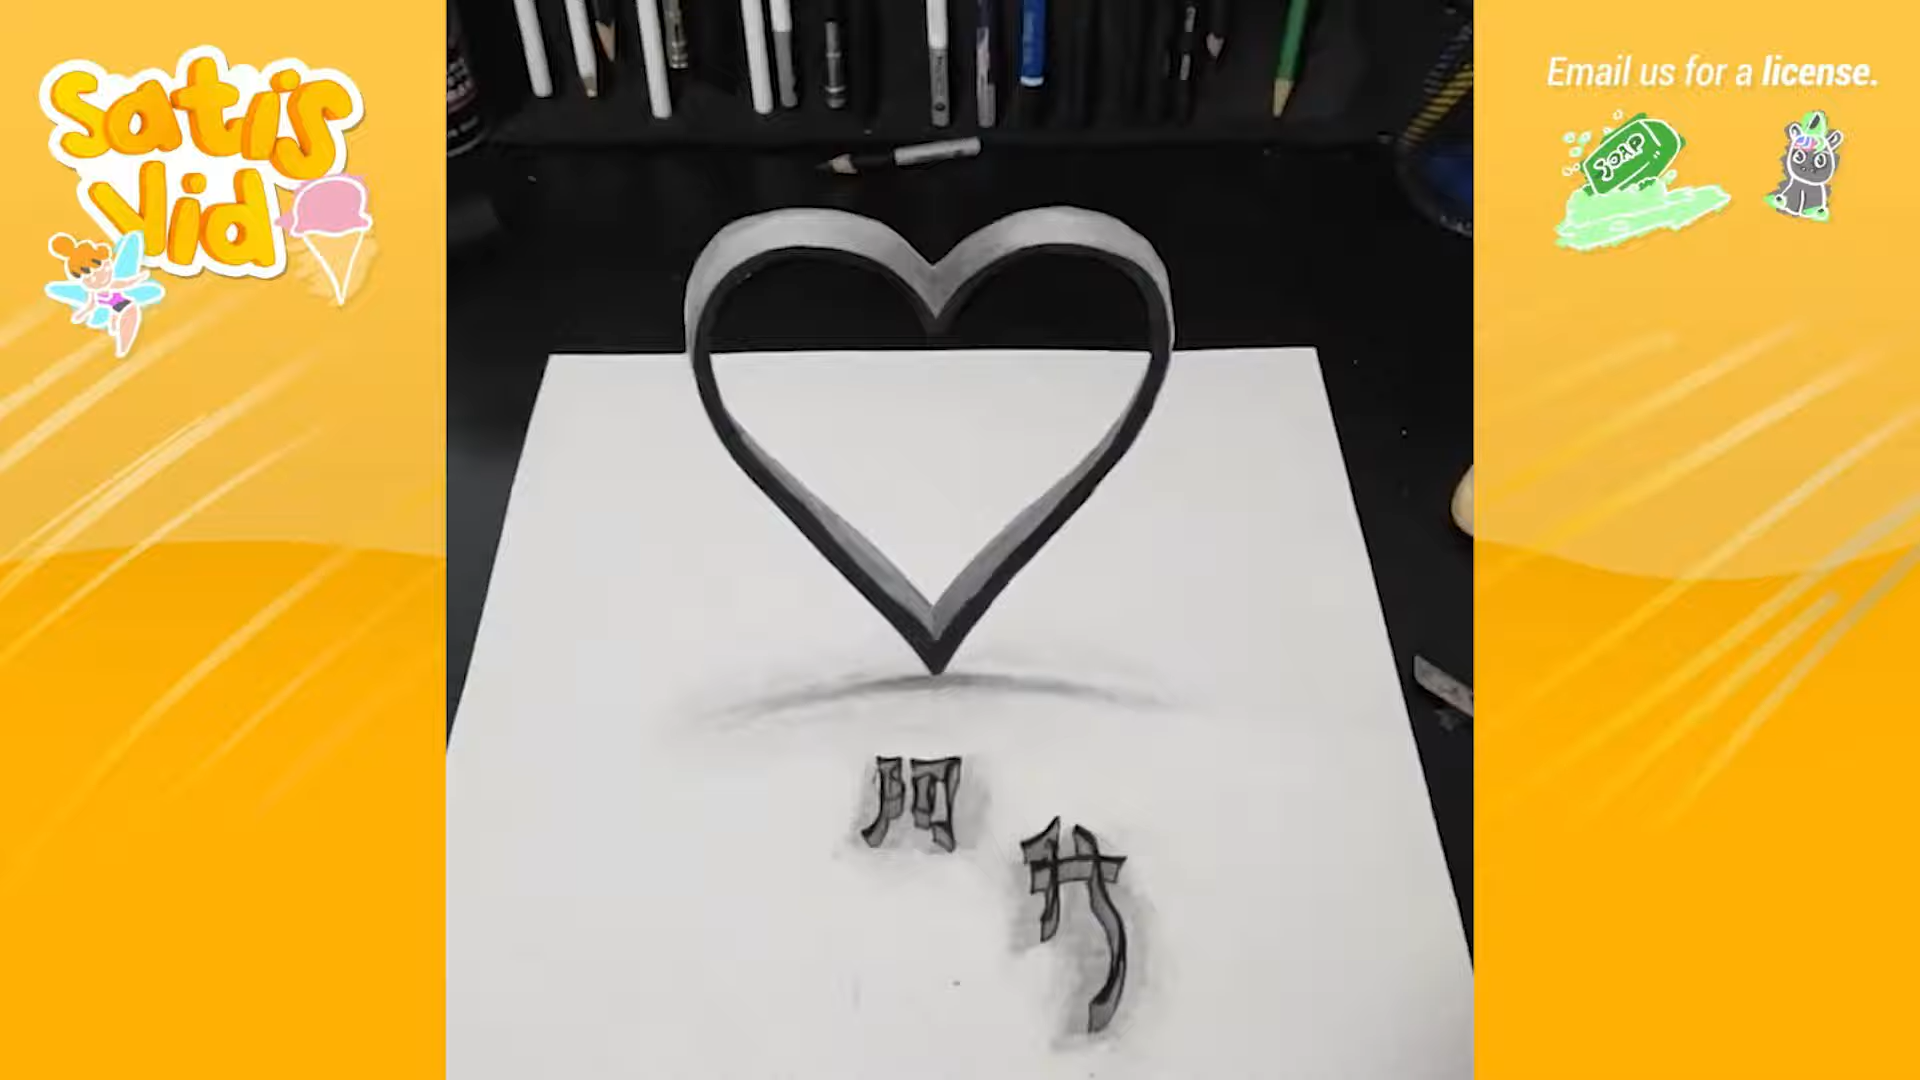 Satis
Vid
Email us for a license.
SOAP
阿